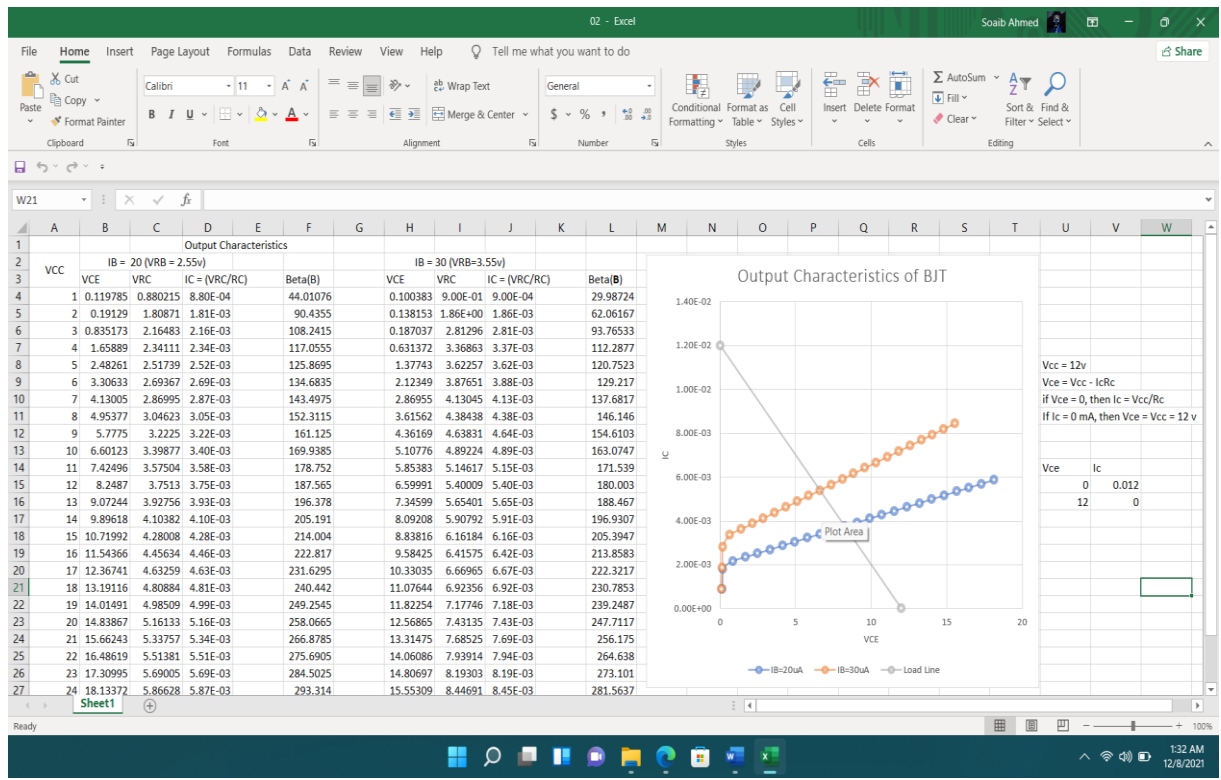 02 - Excel
Soaib Ahmed
File Home Insert Page Layout Formulas Data Review View Help Tell me what you want to do
Share
Paste
Cut
Copy
Format Painter
Calibri 11 A A
B I U A
ab Wrap Text
Merge & Center
General
$ % , .00
Conditional Formatting
Format as Table
Cell Styles
Insert Delete Format
AutoSum
Fill
Clear
Sort & Filter
Find & Select
Clipboard Font Alignment Number Styles Cells Editing
W21 fx
A B C D E F G H I J K L M N O P Q R S T U V W
1 Output Characteristics
2 VCC IB = 20 (VRB = 2.55v) IB = 30 (VRB=3.55v)
3 VCE VRC IC = (VRC/RC) Beta(B) VCE VRC IC = (VRC/RC) Beta(B)
4 1 0.119785 0.880215 8.80E-04 44.01076 0.100383 9.00E-01 9.00E-04 29.98724
5 2 0.19129 1.80871 1.81E-03 90.4355 0.138153 1.86E+00 1.86E-03 62.06167
6 3 0.835173 2.16483 2.16E-03 108.2415 0.187037 2.81296 2.81E-03 93.76533
7 4 1.65889 2.34111 2.34E-03 117.0555 0.631372 3.36863 3.37E-03 112.2877
8 5 2.48261 2.51739 2.52E-03 125.8695 1.37743 3.62257 3.62E-03 120.7523
9 6 3.30633 2.69367 2.69E-03 134.6835 2.12349 3.87651 3.88E-03 129.217
10 7 4.13005 2.86995 2.87E-03 143.4975 2.86955 4.13045 4.13E-03 137.6817
11 8 4.95377 3.04623 3.05E-03 152.3115 3.61562 4.38438 4.38E-03 146.146
12 9 5.7775 3.2225 3.22E-03 161.125 4.36169 4.63831 4.64E-03 154.6103
13 10 6.60123 3.39877 3.40E-03 169.9385 5.10776 4.89224 4.89E-03 163.0747
14 11 7.42496 3.57504 3.58E-03 178.752 5.85383 5.14617 5.15E-03 171.539
15 12 8.2487 3.7513 3.75E-03 187.565 6.59991 5.40009 5.40E-03 180.003
16 13 9.07244 3.92756 3.93E-03 196.378 7.34599 5.65401 5.65E-03 188.467
17 14 9.89618 4.10382 4.10E-03 205.191 8.09208 5.90792 5.91E-03 196.9307
18 15 10.71992 4.28008 4.28E-03 214.004 8.83816 6.16184 6.16E-03 205.3947
19 16 11.54366 4.45634 4.46E-03 222.817 9.58425 6.41575 6.42E-03 213.8583
20 17 12.36741 4.63259 4.63E-03 231.6295 10.33035 6.66965 6.67E-03 222.3217
21 18 13.19116 4.80884 4.81E-03 240.442 11.07644 6.92356 6.92E-03 230.7853
22 19 14.01491 4.98509 4.99E-03 249.2545 11.82254 7.17746 7.18E-03 239.2487
23 20 14.83867 5.16133 5.16E-03 258.0665 12.56865 7.43135 7.43E-03 247.7117
24 21 15.66243 5.33757 5.34E-03 266.8785 13.31475 7.68525 7.69E-03 256.175
25 22 16.48619 5.51381 5.51E-03 275.6905 14.06086 7.93914 7.94E-03 264.638
26 23 17.30995 5.69005 5.69E-03 284.5025 14.80697 8.19303 8.19E-03 273.101
27 24 18.13372 5.86628 5.87E-03 293.314 15.55309 8.44691 8.45E-03 281.5637
Output Characteristics of BJT
1.40E-02
1.20E-02
1.00E-02
8.00E-03
6.00E-03
4.00E-03
2.00E-03
0.00E+00
IC
Plot Area
0 5 10 15 20
VCE
IB=20uA IB=30uA Load Line
Vcc = 12v
Vce = Vcc - IcRc
if Vce = 0, then Ic = Vcc/Rc
If Ic = 0 mA, then Vce = Vcc = 12 v
Vce Ic
0 0.012
12 0
Sheet1
Ready
100%
1:32 AM
12/8/2021